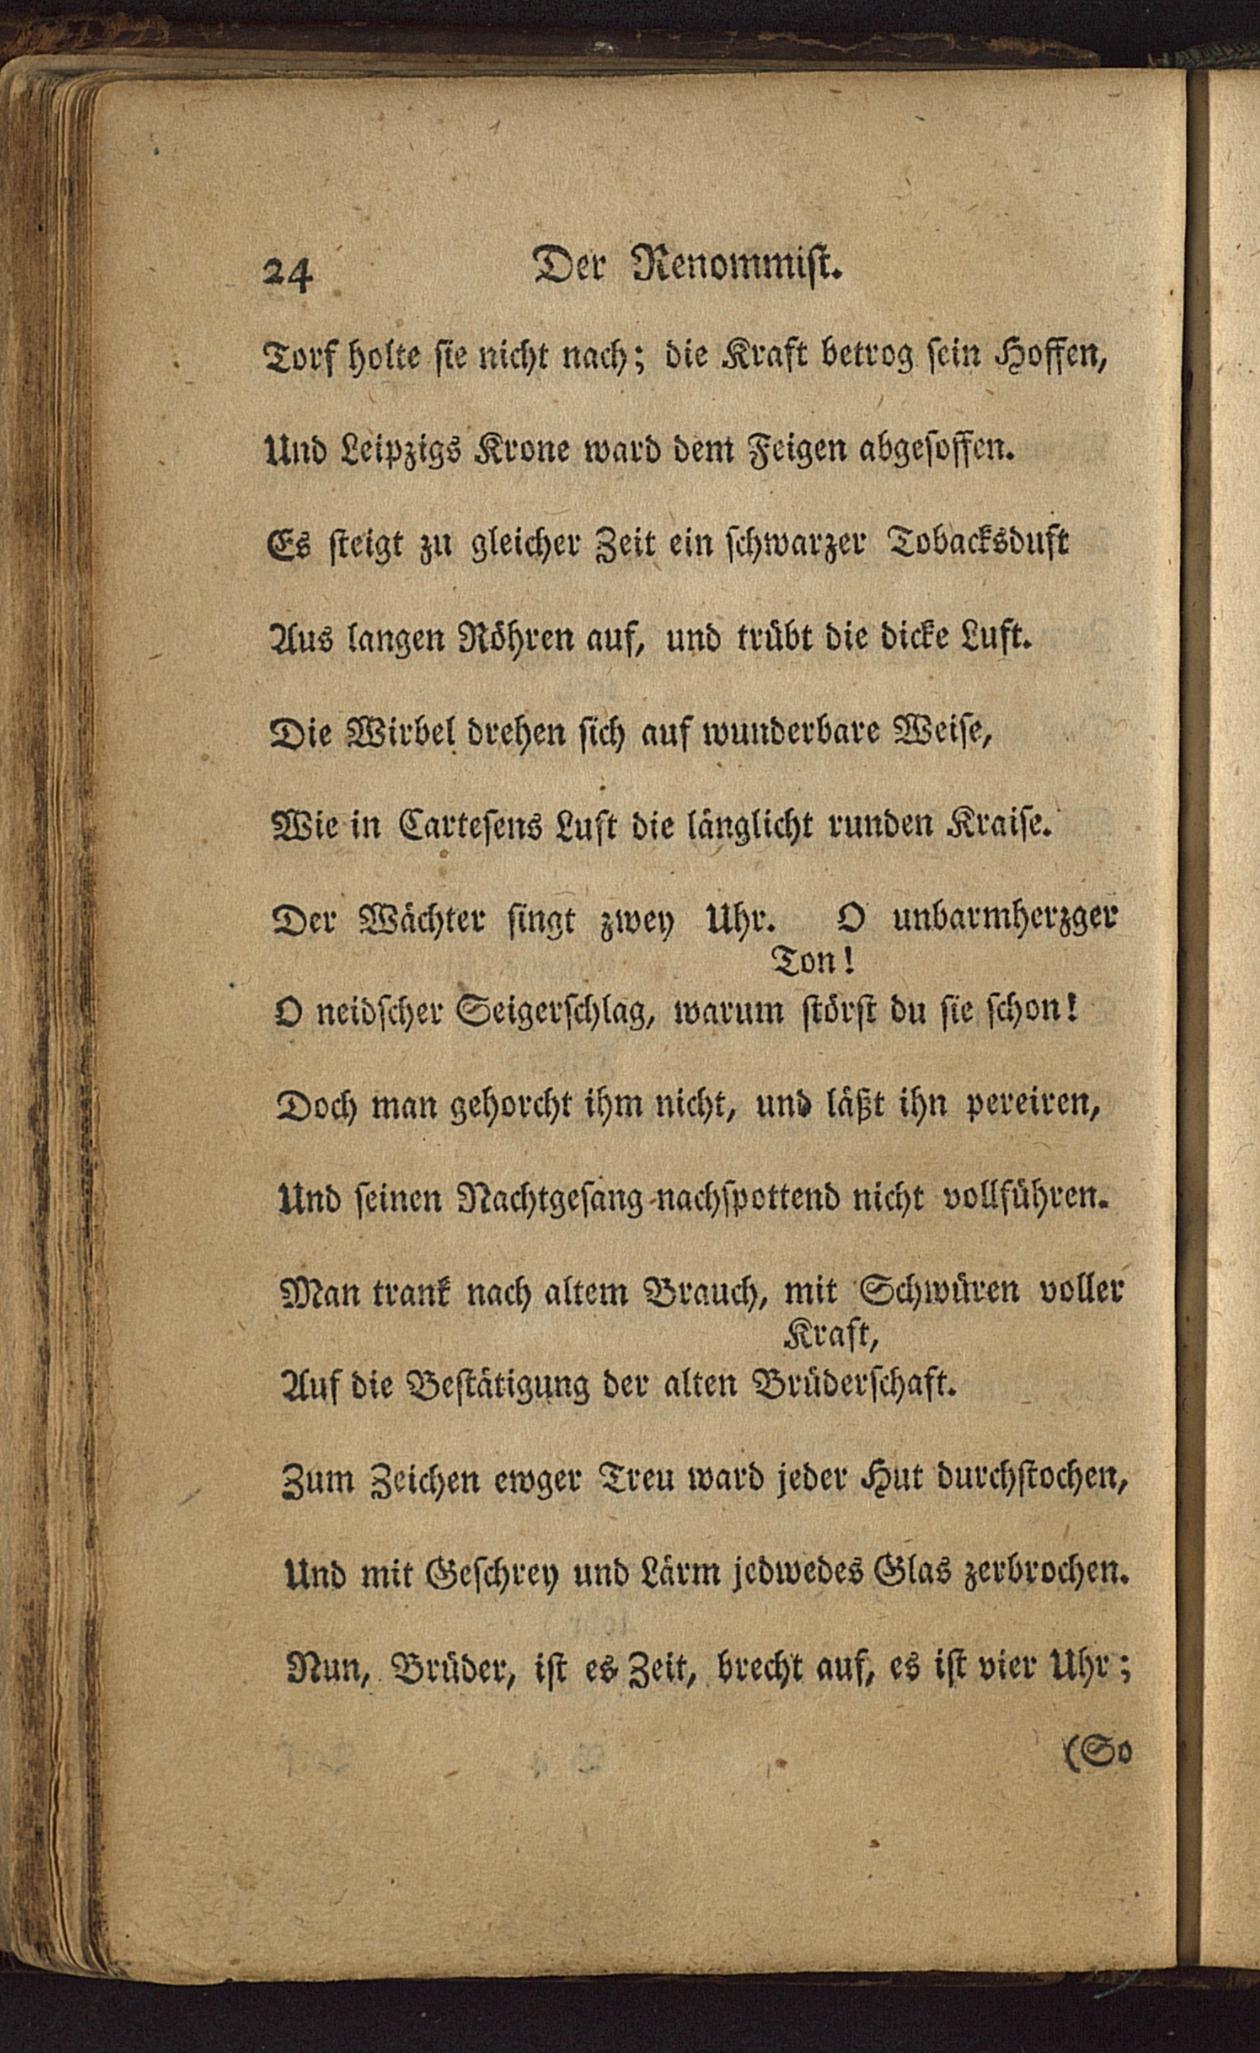 24 Der Renommist.
Torf holte sie nicht nach; die Kraft betrog sein Hoffen,
Und Leipzigs Krone ward dem Feigen abgesoffen.
Es steigt zu gleicher Zeit ein schwarzer Tobacksduft
Aus langen Röhren auf, und trübt die dicke Luft.
Die Wirbel drehen sich auf wunderbare Weise,
Wie in Cartesens Luft die länglicht runden Kraise.
Der Wächter singt zwey Uhr. O unbarmherzger
Ton!
O neidscher Seigerschlag, warum störst du sie schon!
Doch man gehorcht ihm nicht, und läßt ihn pereiren,
Und seinen Nachtgesang nachspottend nicht vollführen.
Man trank nach altem Brauch, mit Schwüren voller
Kraft,
Auf die Bestätigung der alten Brüderschaft.
Zum Zeichen ewger Treu ward jeder Hut durchstochen,
Und mit Geschrey und Lärm jedwedes Glas zerbrochen.
Nun, Brüder, ist es Zeit, brecht auf, es ist vier Uhr;
(So